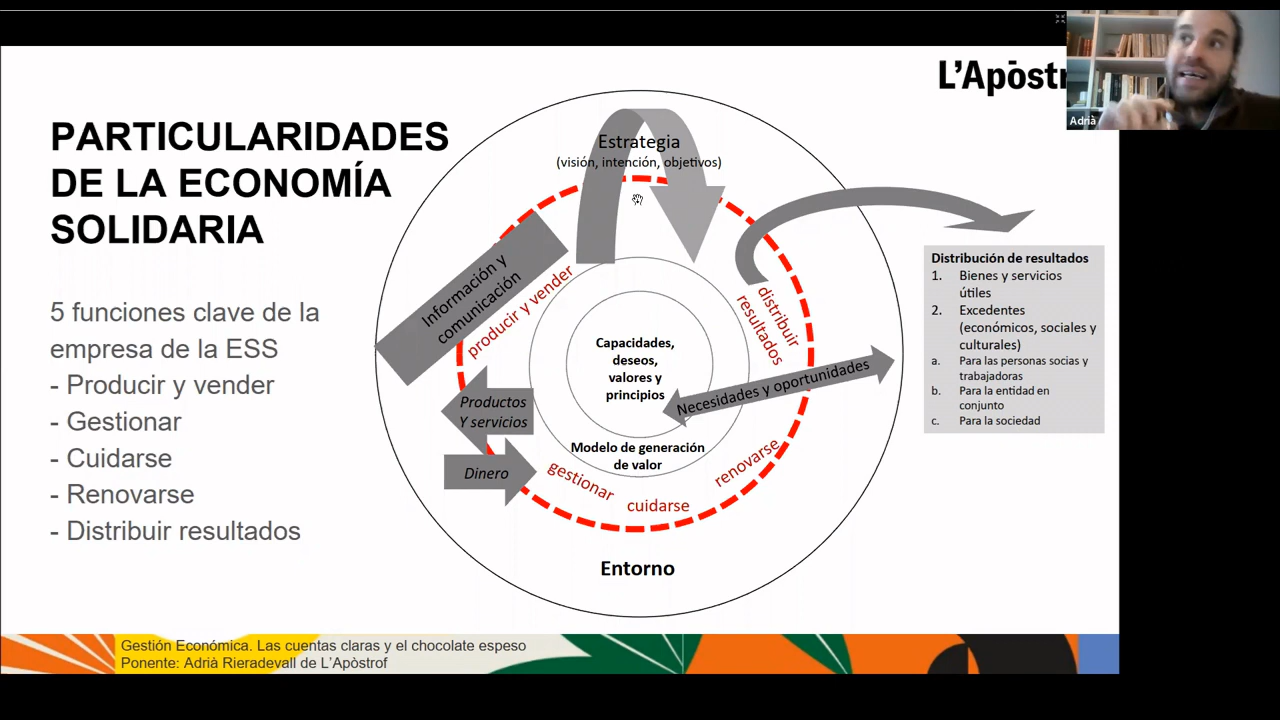 L'Apòst
Adrià
PARTICULARIDADES
DE LA ECONOMÍA
SOLIDARIA
5 funciones clave de la
empresa de la ESS
- Producir y vender
- Gestionar
- Cuidarse
- Renovarse
- Distribuir resultados
Estrategia
(visión, intención, objetivos)
Información y
comunicación
producir y vender
distribuir
resultados
Capacidades,
deseos,
valores y
principios
Necesidades y oportunidades
Productos
Y servicios
Dinero
Modelo de generación
de valor
gestionar
cuidarse
renovarse
Entorno
Distribución de resultados
1. Bienes y servicios
útiles
2. Excedentes
(económicos, sociales y
culturales)
a. Para las personas socias y
trabajadoras
b. Para la entidad en
conjunto
c. Para la sociedad
Gestión Económica. Las cuentas claras y el chocolate espeso
Ponente: Adrià Rieradevall de L'Apòstrof